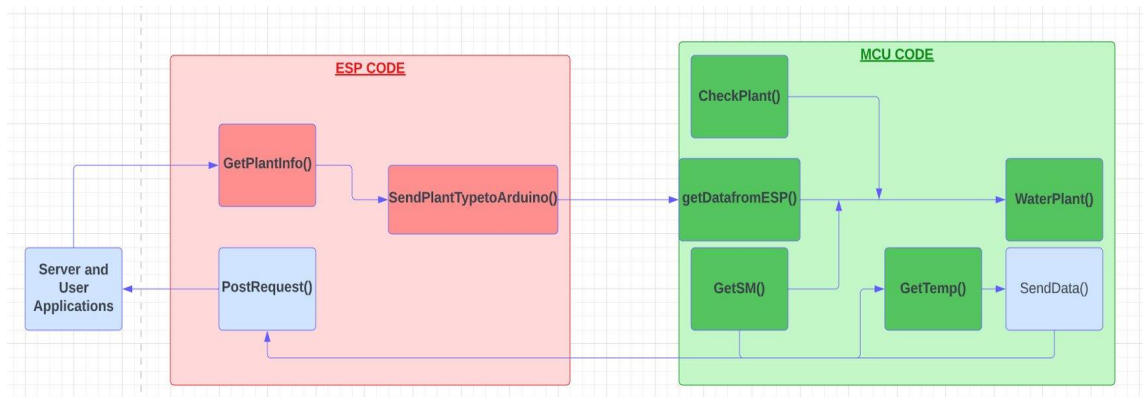 ESP CODE
MCU CODE
CheckPlant()
GetPlantInfo()
SendPlantTypetoArduino()
getDatafromESP()
WaterPlant()
Server and
User
Applications
PostRequest()
GetSM()
GetTemp()
SendData()